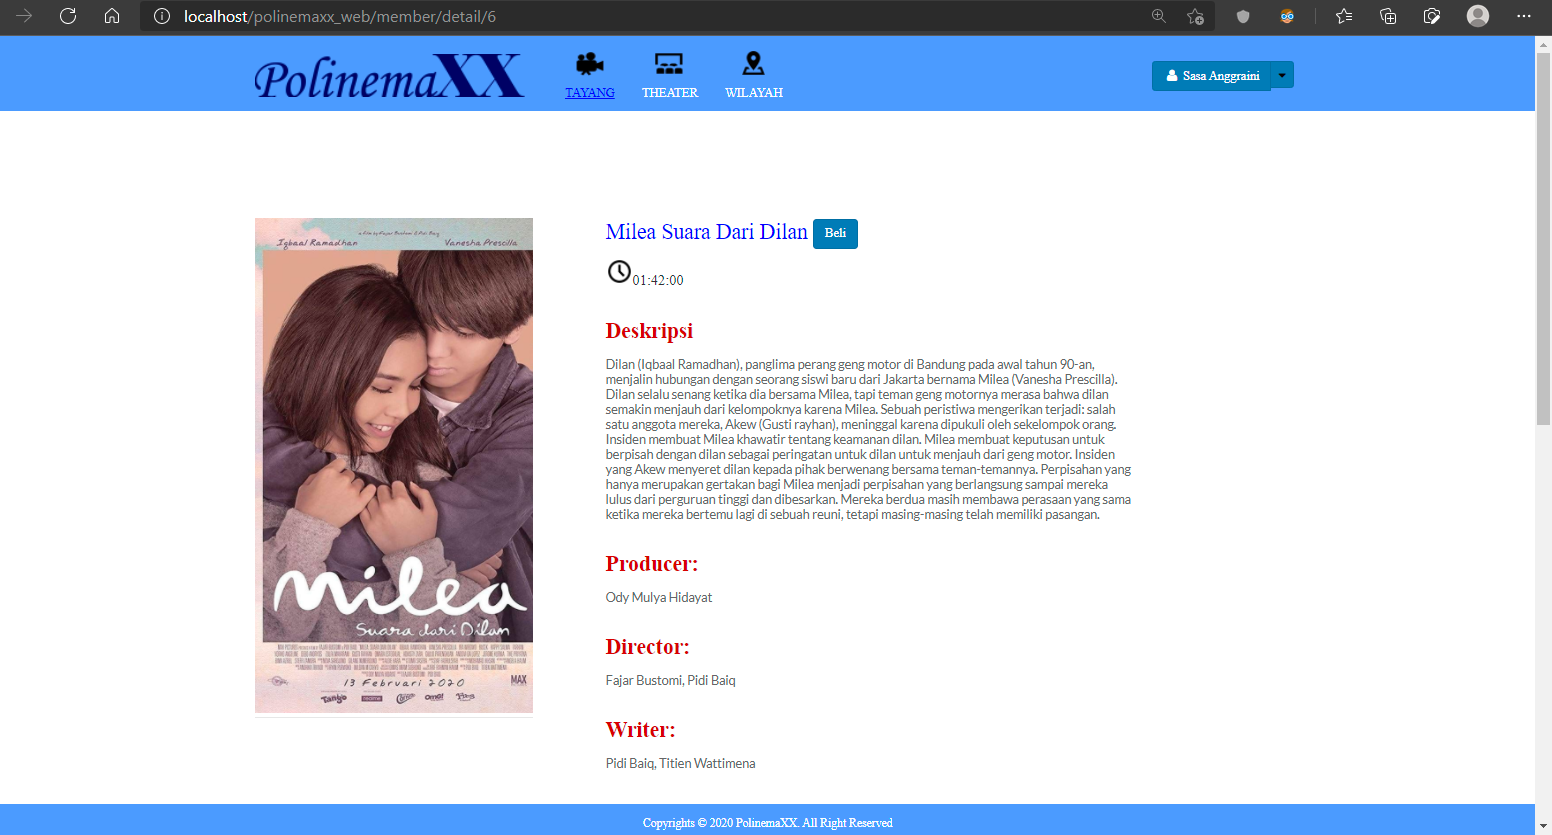 localhost/polinemaxx_web/member/detail/6
PolinemaXX
TAYANG
THEATER
WILAYAH
Sasa Anggraini
a film by Fajar Bustomi & Pidi Baiq
Iqbaal Ramadhan
Vanesha Prescilla
milea
Suara dari Dilan
13 Februari 2020
MAX
Milea Suara Dari Dilan
Beli
01:42:00
Deskripsi
Dilan (Iqbaal Ramadhan), panglima perang geng motor di Bandung pada awal tahun 90-an,
menjalin hubungan dengan seorang siswi baru dari Jakarta bernama Milea (Vanesha Prescilla).
Dilan selalu senang ketika dia bersama Milea, tapi teman geng motornya merasa bahwa dilan
semakin menjauh dari kelompoknya karena Milea. Sebuah peristiwa mengerikan terjadi: salah
satu anggota mereka, Akew (Gusti rayhan), meninggal karena dipukuli oleh sekelompok orang.
Insiden membuat Milea khawatir tentang keamanan dilan. Milea membuat keputusan untuk
berpisah dengan dilan sebagai peringatan untuk dilan untuk menjauh dari geng motor. Insiden
yang Akew menyeret dilan kepada pihak berwenang bersama teman-temannya. Perpisahan yang
hanya merupakan gertakan bagi Milea menjadi perpisahan yang berlangsung sampai mereka
lulus dari perguruan tinggi dan dibesarkan. Mereka berdua masih membawa perasaan yang sama
ketika mereka bertemu lagi di sebuah reuni, tetapi masing-masing telah memiliki pasangan.
Producer:
Ody Mulya Hidayat
Director:
Fajar Bustomi, Pidi Baiq
Writer:
Pidi Baiq, Titien Wattimena
Copyrights © 2020 PolinemaXX. All Right Reserved